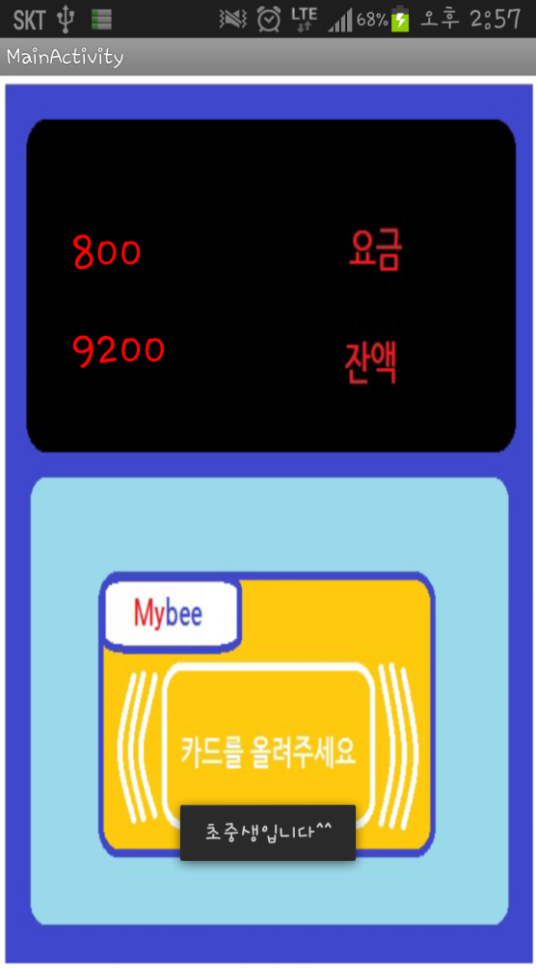 SKT LTE 68% 오후 2:57
MainActivity
800 요금
9200 잔액
Mybee
카드를 올려주세요
초중생입니다^^